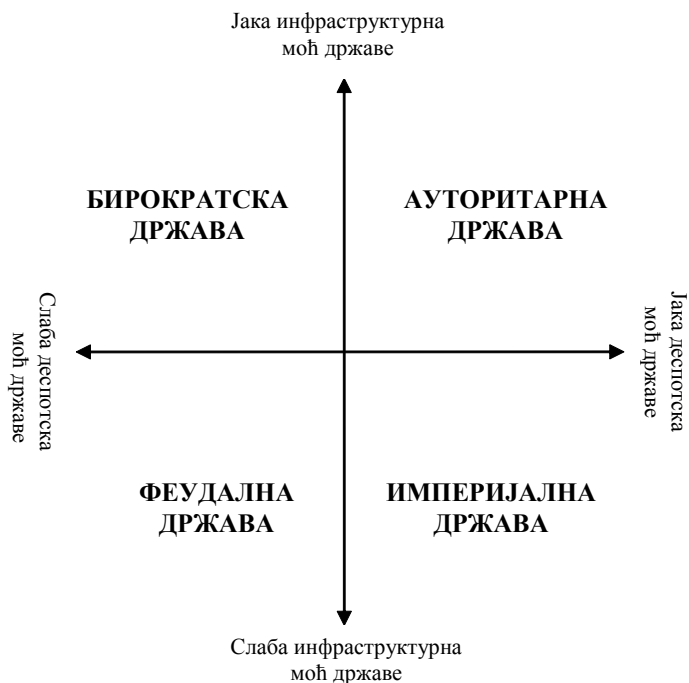 Јака инфраструктурна
моћ државе
БИРОКРАТСКА
ДРЖАВА
АУТОРИТАРНА
ДРЖАВА
Слаба деспотска
моћ државе
Јака деспотска
моћ државе
ФЕУДАЛНА
ДРЖАВА
ИМПЕРИЈАЛНА
ДРЖАВА
Слаба инфраструктурна
моћ државе